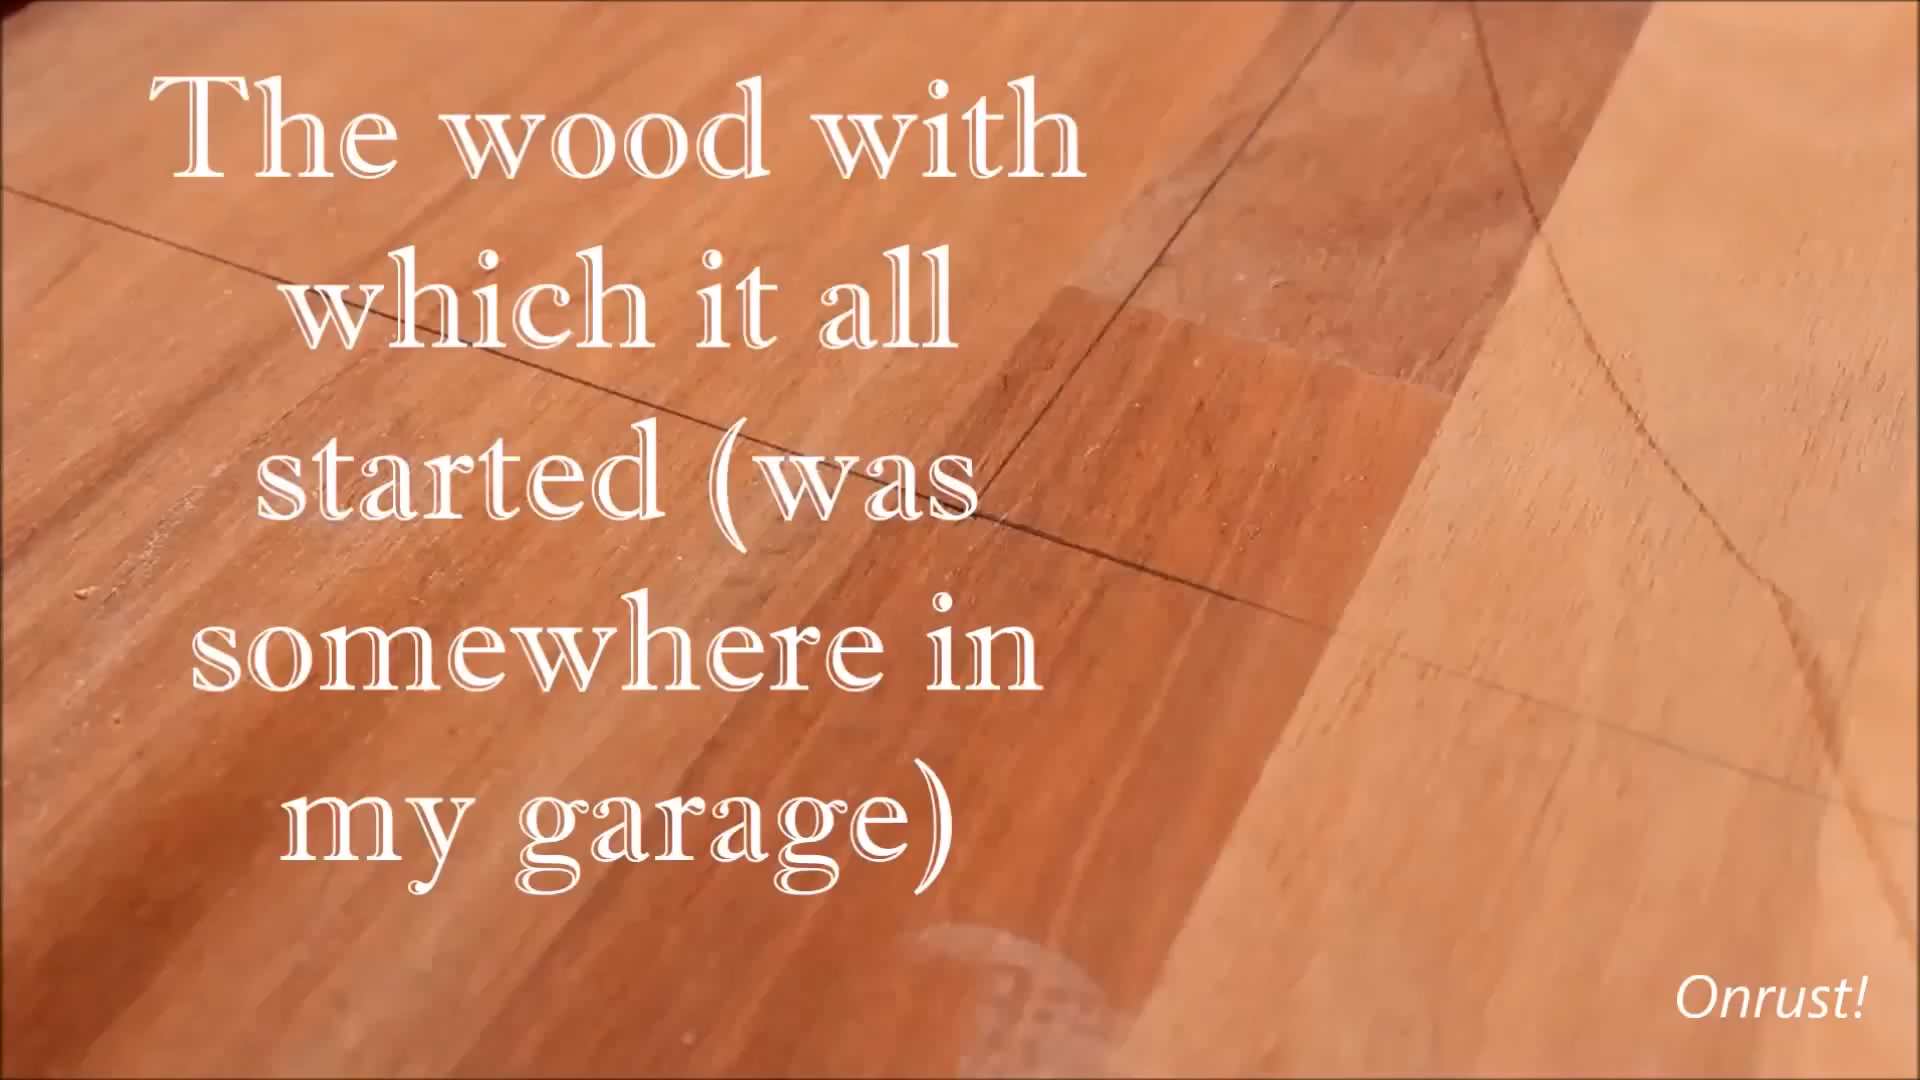 The wood with
which it all
started (was
somewhere in
my garage)
Onrust!